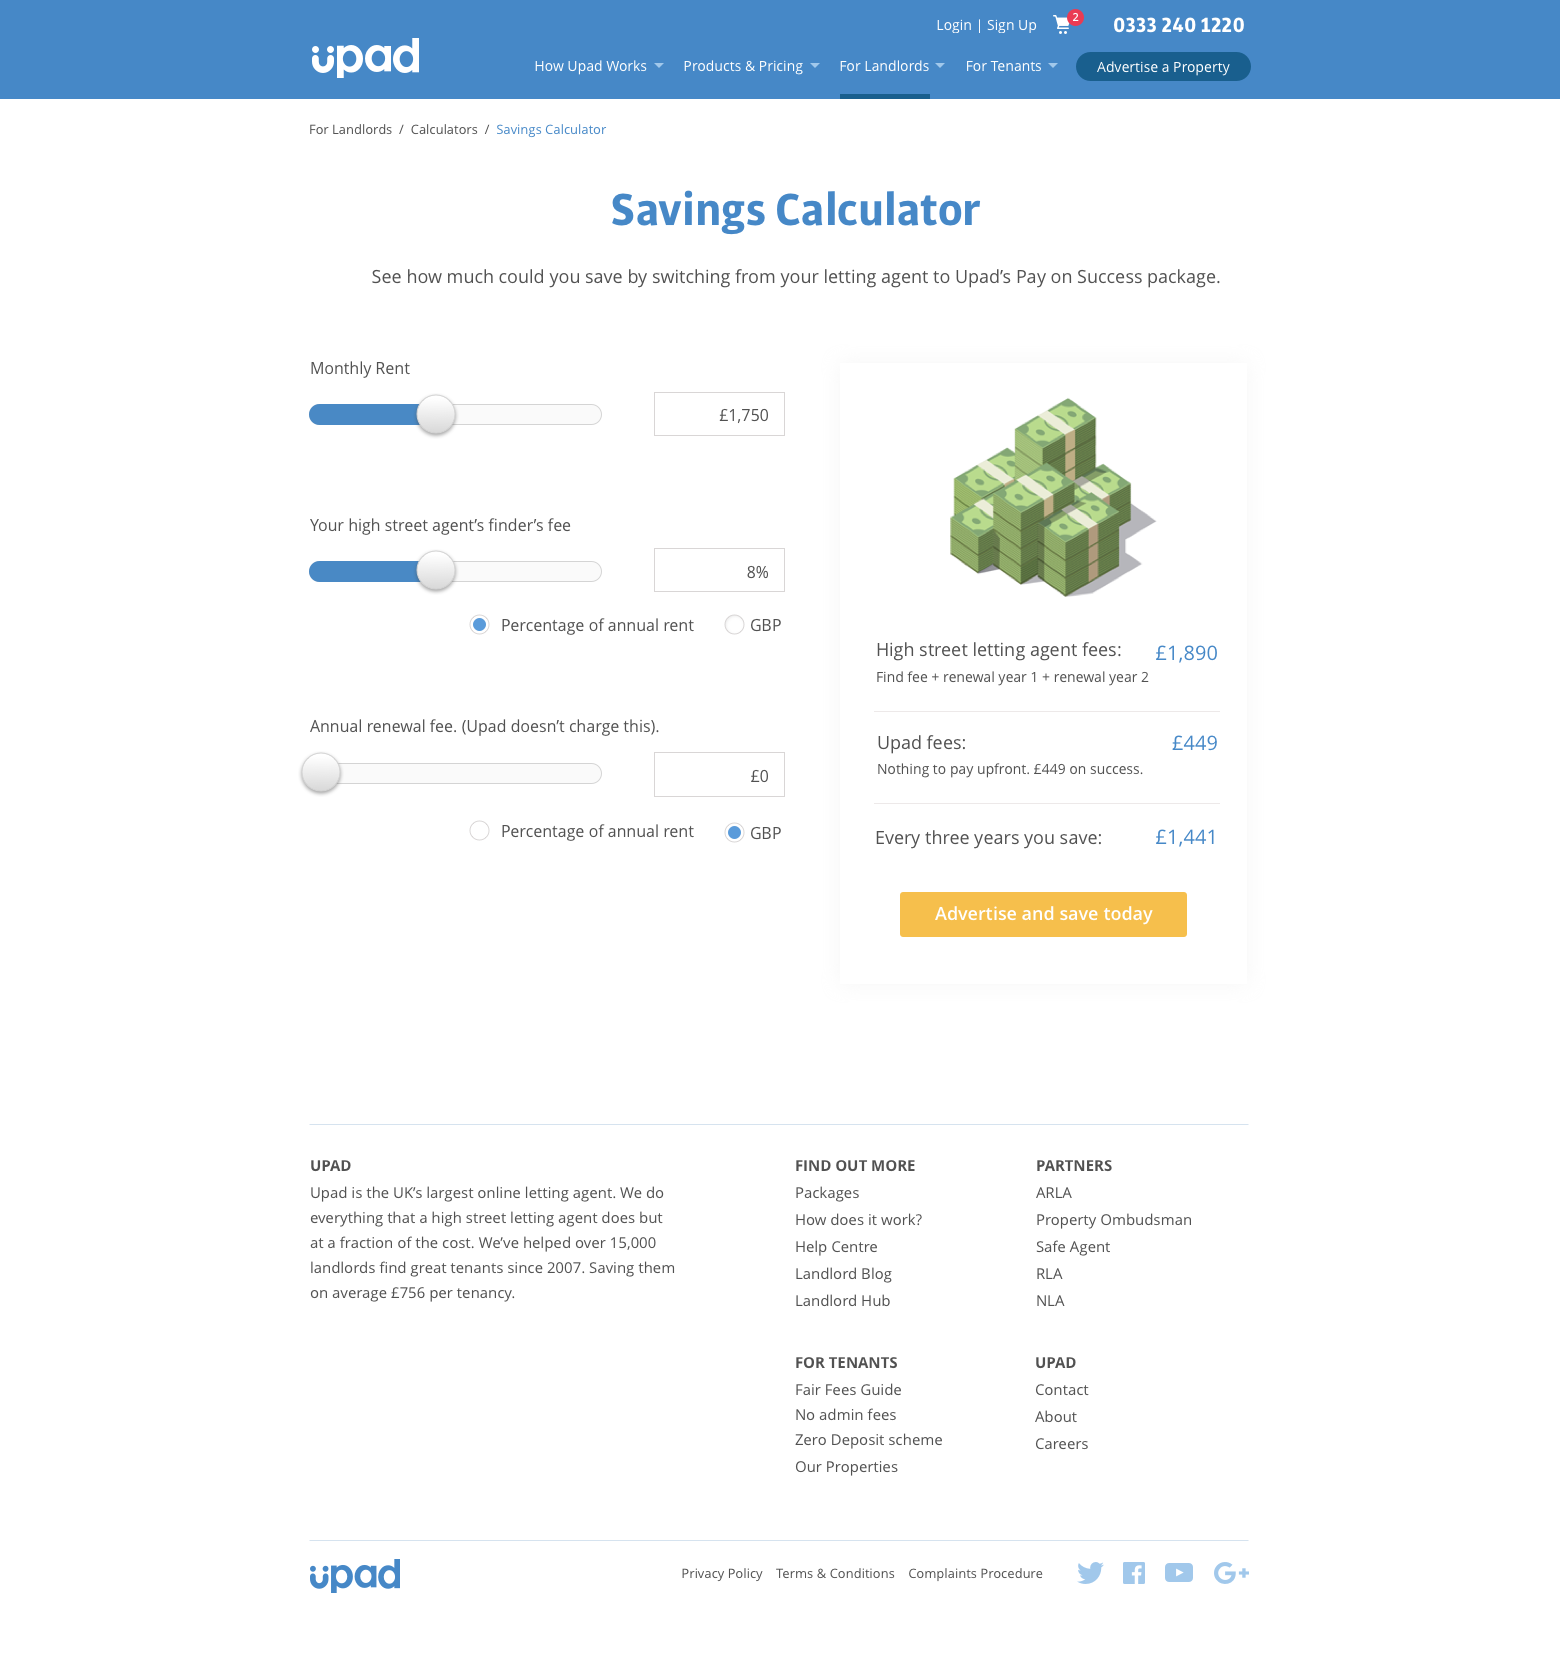 Login | Sign Up
2
0333 240 1220
upad
How Upad Works
Products & Pricing
For Landlords
For Tenants
Advertise a Property
For Landlords / Calculators / Savings Calculator
Savings Calculator
See how much could you save by switching from your letting agent to Upad’s Pay on Success package.
Monthly Rent
£1,750
Your high street agent’s finder’s fee
8%
Percentage of annual rent
GBP
Annual renewal fee. (Upad doesn’t charge this).
£0
Percentage of annual rent
GBP
High street letting agent fees:
£1,890
Find fee + renewal year 1 + renewal year 2
Upad fees:
£449
Nothing to pay upfront. £449 on success.
Every three years you save:
£1,441
Advertise and save today
UPAD
Upad is the UK’s largest online letting agent. We do
everything that a high street letting agent does but
at a fraction of the cost. We’ve helped over 15,000
landlords find great tenants since 2007. Saving them
on average £756 per tenancy.
FIND OUT MORE
Packages
How does it work?
Help Centre
Landlord Blog
Landlord Hub
PARTNERS
ARLA
Property Ombudsman
Safe Agent
RLA
NLA
FOR TENANTS
Fair Fees Guide
No admin fees
Zero Deposit scheme
Our Properties
UPAD
Contact
About
Careers
upad
Privacy Policy
Terms & Conditions
Complaints Procedure
G+